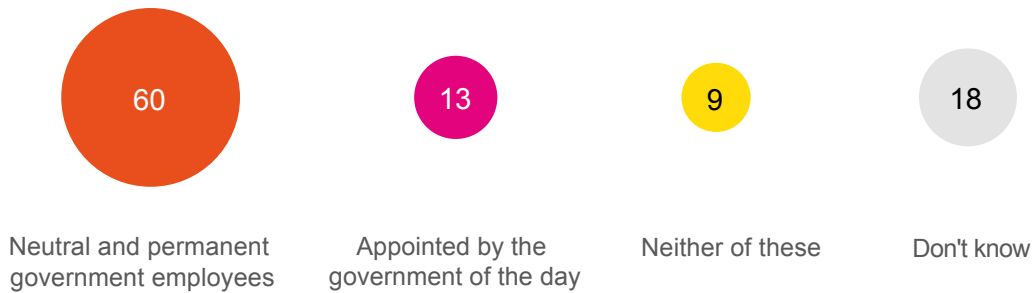 60
13
9
18
Neutral and permanent
government employees
Appointed by the
government of the day
Neither of these
Don't know